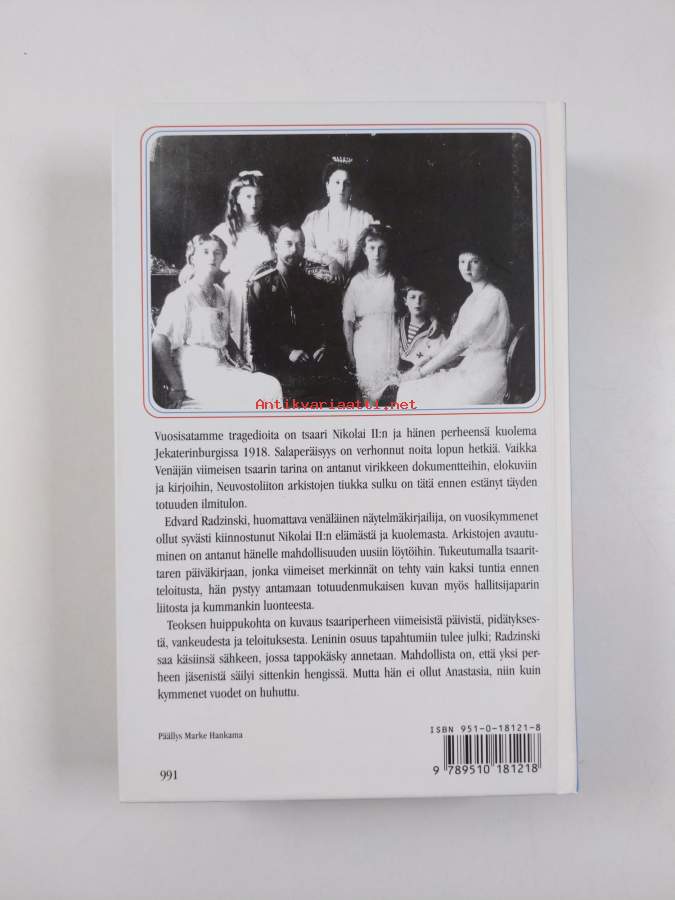 Antikvariaatti.net
Vuosisatamme tragedioita on tsaari Nikolai II:n ja hänen perheensä kuolema
Jekaterinburgissa 1918. Salaperäisyys on verhonnut noita lopun hetkiä. Vaikka
Venäjän viimeisen tsaarin tarina on antanut virikkeen dokumentteihin, elokuviin
ja kirjoihin, Neuvostoliiton arkistojen tiukka sulku on tätä ennen estänyt täyden
totuuden ilmitulon.
Edvard Radzinski, huomattava venäläinen näytelmäkirjailija, on vuosikymmenet
ollut syvästi kiinnostunut Nikolai II:n elämästä ja kuolemasta. Arkistojen avautu-
minen on antanut hänelle mahdollisuuden uusiin löytöihin. Tukeutumalla tsaarit-
taren päiväkirjaan, jonka viimeiset merkinnät on tehty vain kaksi tuntia ennen
teloitusta, hän pystyy antamaan totuudenmukaisen kuvan myös hallitsijaparin
liitosta ja kummankin luonteesta.
Teoksen huippukohta on kuvaus tsaariperheen viimeisistä päivistä, pidätykses-
tä, vankeudesta ja teloituksesta. Leninin osuus tapahtumiin tulee julki; Radzinski
saa käsiinsä sähkeen, jossa tappokäsky annetaan. Mahdollista on, että yksi per-
heen jäsenistä säilyi sittenkin hengissä. Mutta hän ei ollut Anastasia, niin kuin
kymmenet vuodet on huhuttu.
Päällys Marke Hankama
991
ISBN 951-0-18121-8
9 789510 181218